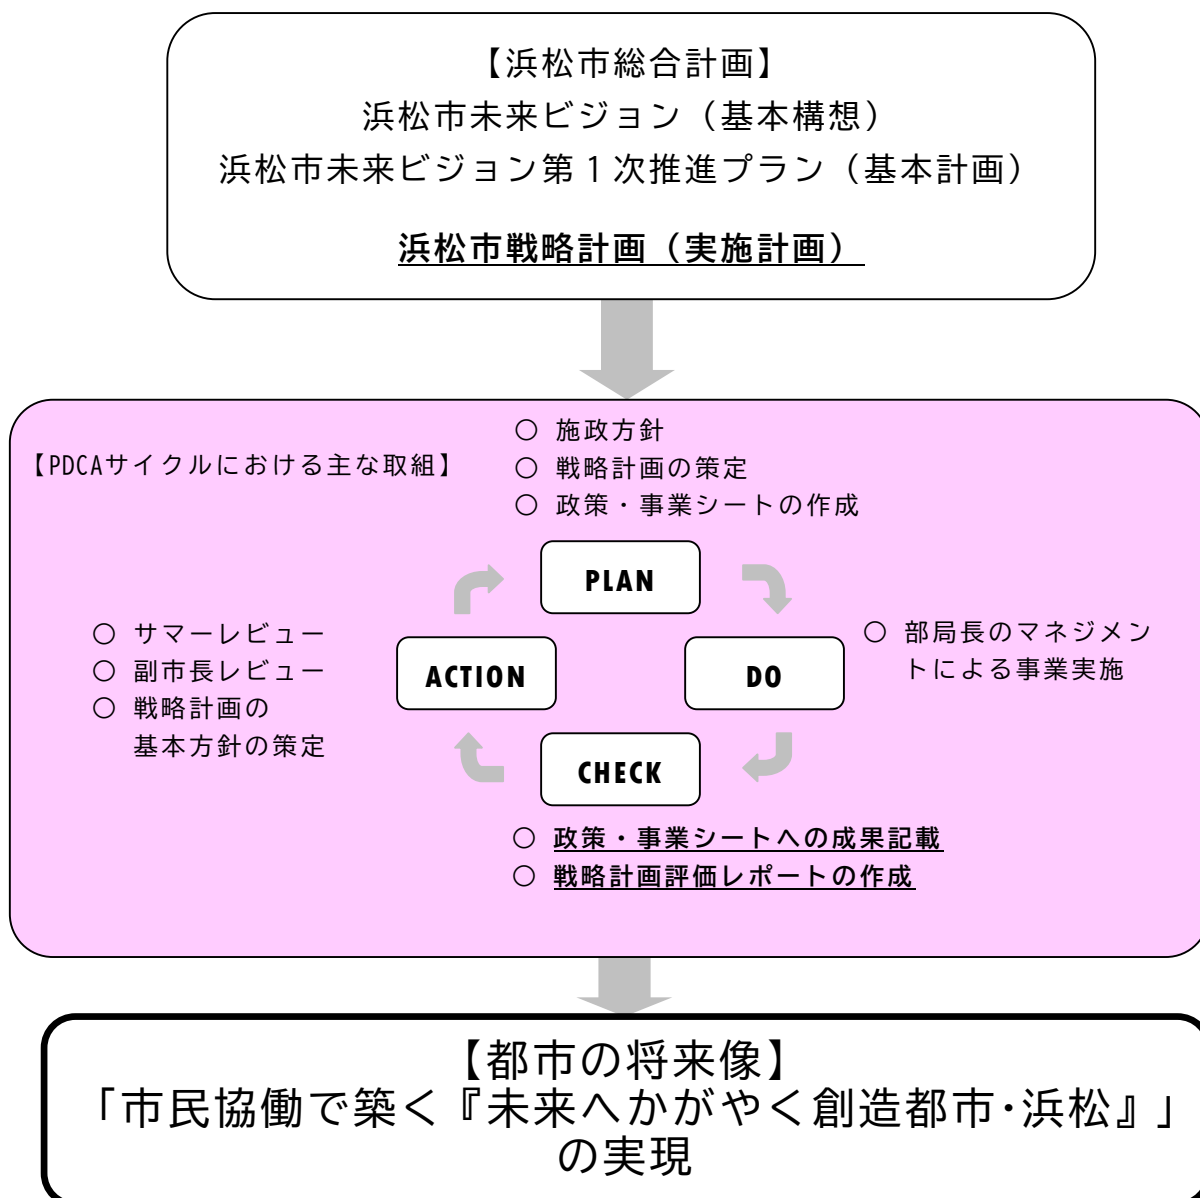 【浜松市総合計画】
浜松市未来ビジョン（基本構想）
浜松市未来ビジョン第１次推進プラン（基本計画）
浜松市戦略計画（実施計画）
【PDCAサイクルにおける主な取組】
○ 施政方針
○ 戦略計画の策定
○ 政策・事業シートの作成
PLAN
○ サマーレビュー
○ 副市長レビュー
○ 戦略計画の
基本方針の策定
ACTION
DO
○ 部局長のマネジメン
トによる事業実施
CHECK
○ 政策・事業シートへの成果記載
○ 戦略計画評価レポートの作成
【都市の将来像】
「市民協働で築く『未来へかがやく創造都市・浜松』」
の実現